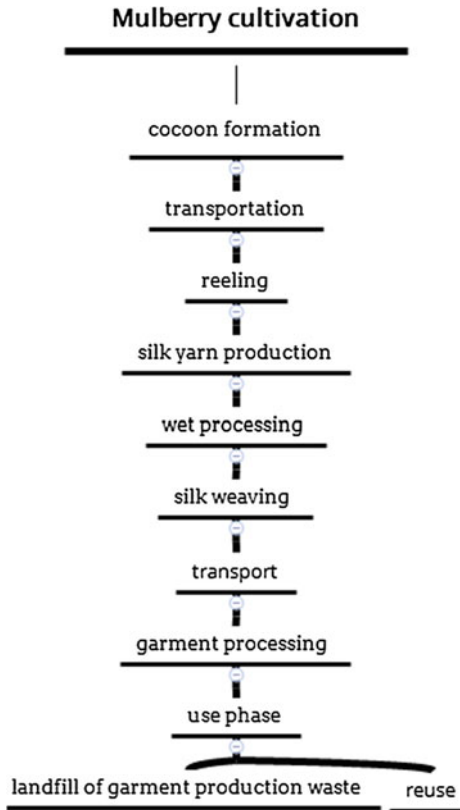 Mulberry cultivation
cocoon formation
transportation
reeling
silk yarn production
wet processing
silk weaving
transport
garment processing
use phase
landfill of garment production waste
reuse